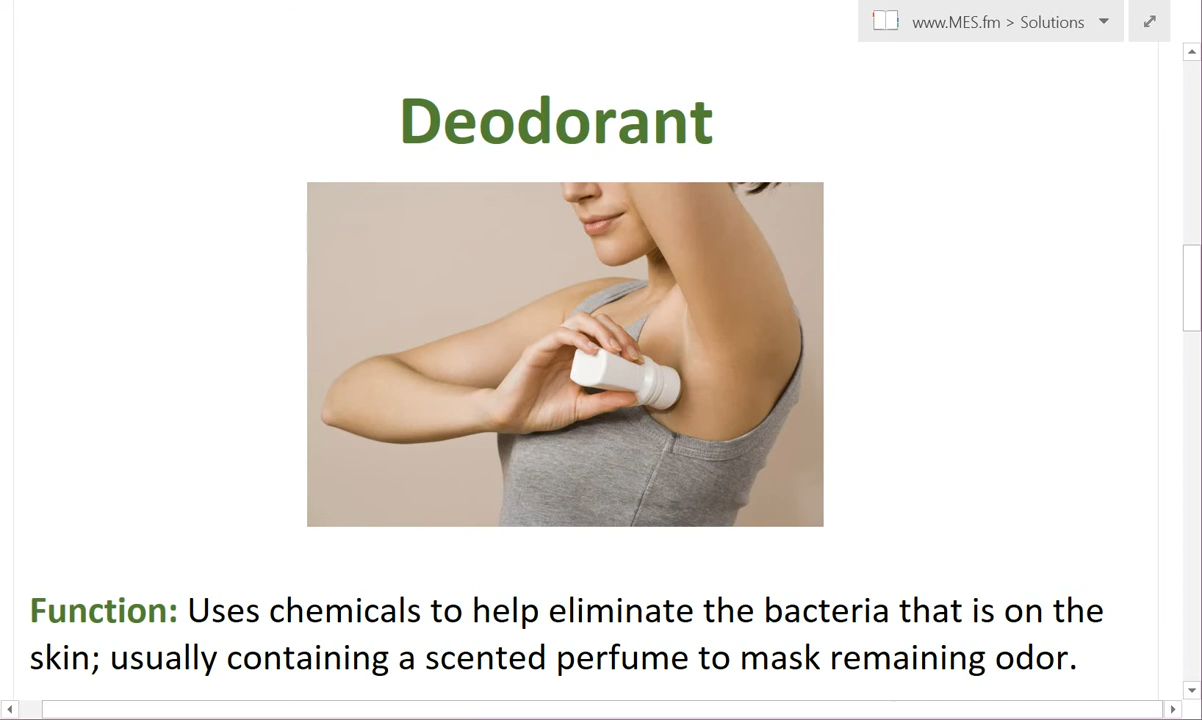 www.MES.fm > Solutions
Deodorant
Function: Uses chemicals to help eliminate the bacteria that is on the
skin; usually containing a scented perfume to mask remaining odor.